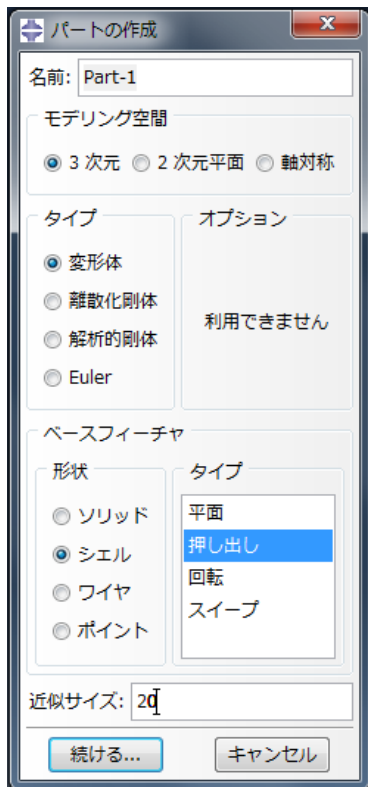 パートの作成
名前: Part-1
モデリング空間
3 次元 2 次元平面 軸対称
タイプ オプション
変形体
離散化剛体
解析的剛体
Euler
利用できません
ベースフィーチャ
形状 タイプ
ソリッド
シェル
ワイヤ
ポイント
平面
押し出し
回転
スイープ
近似サイズ: 20
続ける... キャンセル